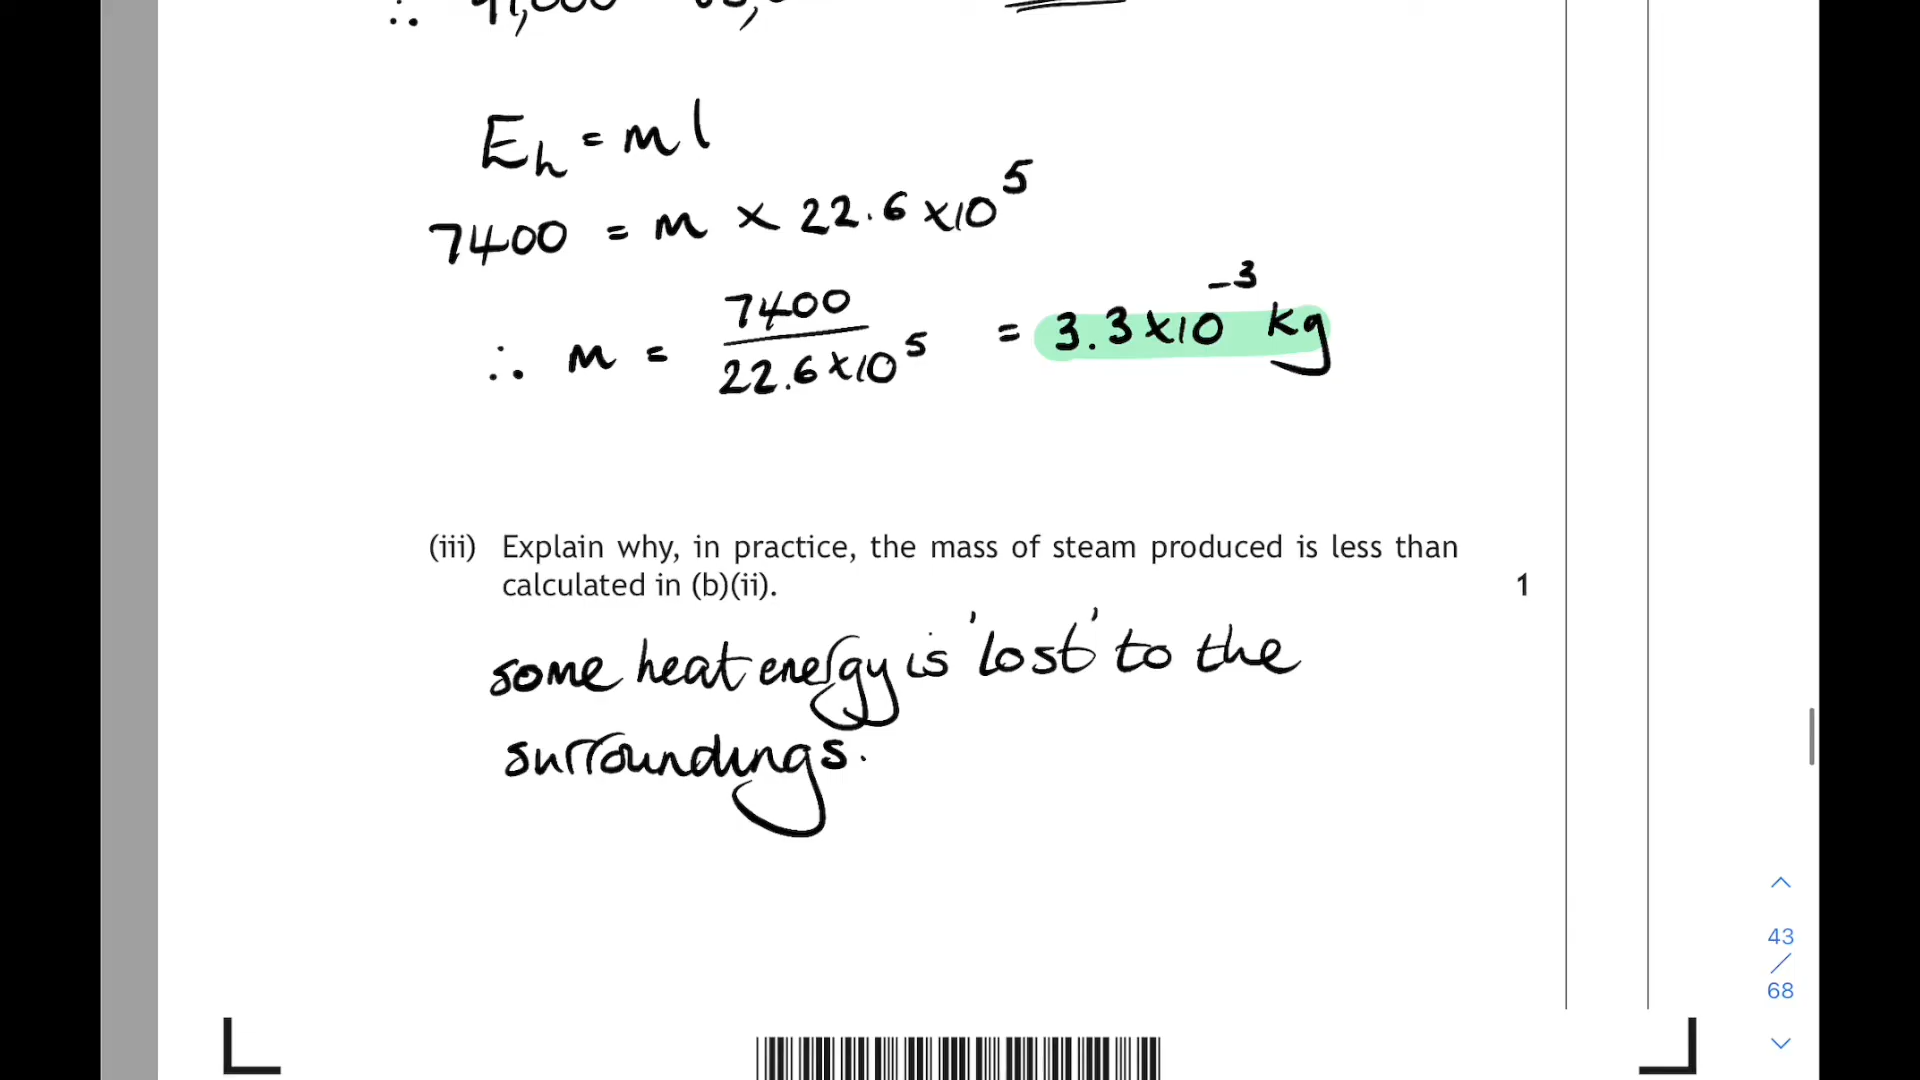 ∴
E_h = ml
7400 = m × 22.6 ×10^5
∴ m = 7400 / 22.6 ×10^5 = 3.3 ×10^-3 kg
(iii) Explain why, in practice, the mass of steam produced is less than
calculated in (b)(ii). 1
some heat energy is 'lost' to the
surroundings.
43
/
68